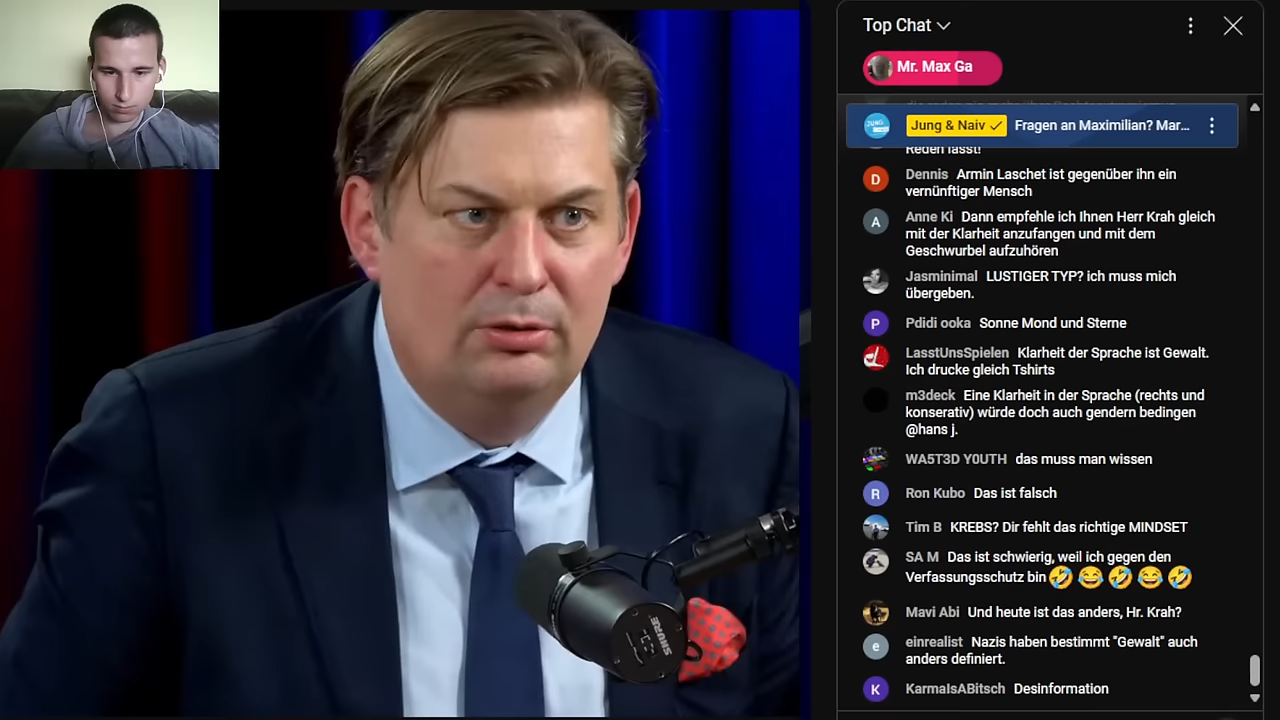 Top Chat
Mr. Max Ga
Jung & Naiv Fragen an Maximilian? Mar...
Reden lässt!
Dennis Armin Laschet ist gegenüber ihn ein
vernünftiger Mensch
Anne Ki Dann empfehle ich Ihnen Herr Krah gleich
mit der Klarheit anzufangen und mit dem
Geschwurbel aufzuhören
Jasminimal LUSTIGER TYP? ich muss mich
übergeben.
Pdidi ooka Sonne Mond und Sterne
LasstUnsSpielen Klarheit der Sprache ist Gewalt.
Ich drucke gleich Tshirts
m3deck Eine Klarheit in der Sprache (rechts und
konserativ) würde doch auch gendern bedingen
@hans j.
WA5T3D Y0UTH das muss man wissen
Ron Kubo Das ist falsch
Tim B KREBS? Dir fehlt das richtige MINDSET
SA M Das ist schwierig, weil ich gegen den
Verfassungsschutz bin 🤣😂🤣😂🤣
Mavi Abi Und heute ist das anders, Hr. Krah?
einrealist Nazis haben bestimmt "Gewalt" auch
anders definiert.
KarmaIsABitsch Desinformation
SHURE